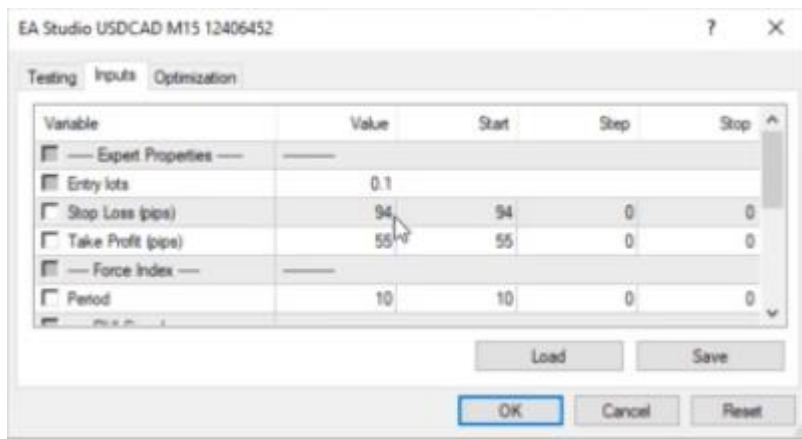 EA Studio USDCAD M15 12406452 ? ×
Testing Inputs Optimization
Variable Value Start Step Stop
---- Expert Properties ---- ---------
Entry lots 0.1
Stop Loss (pips) 94 94 0 0
Take Profit (pips) 55 55 0 0
---- Force Index ---- ---------
Period 10 10 0 0
Load Save
OK Cancel Reset